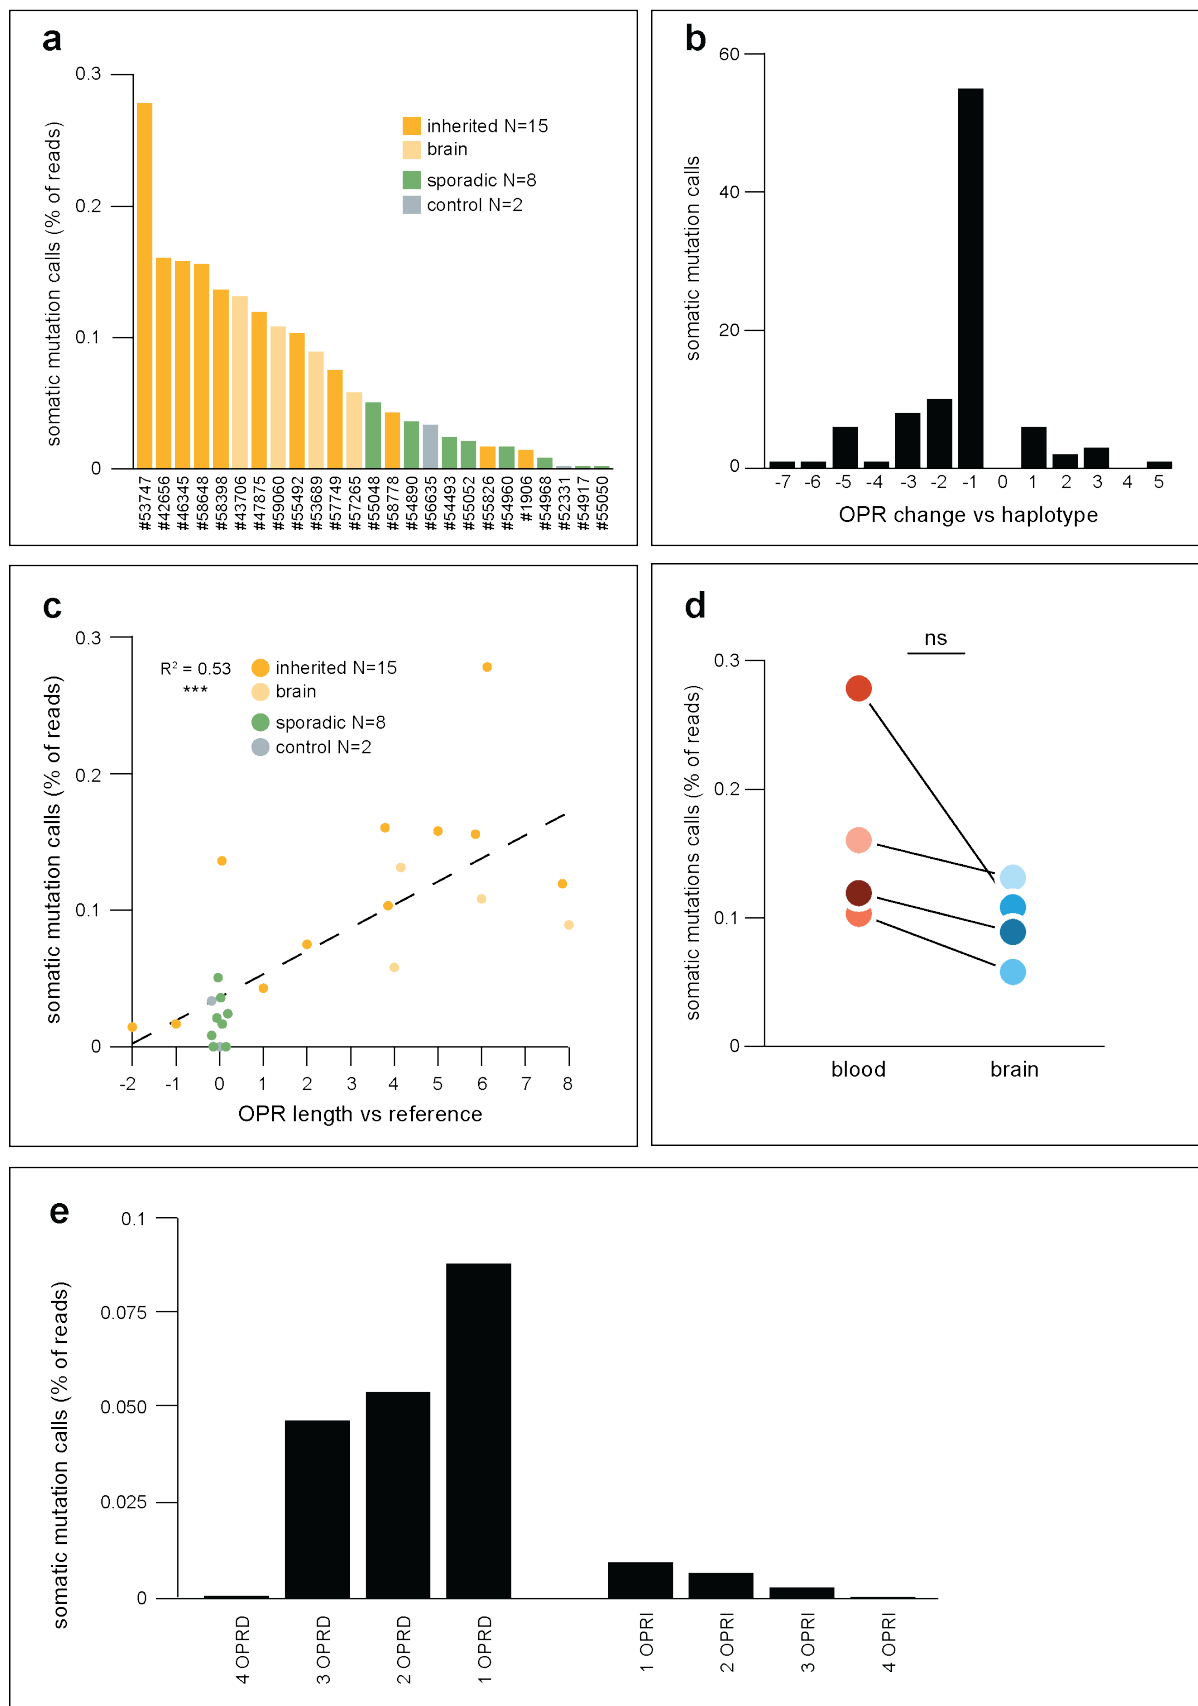 a
somatic mutation calls (% of reads)
0.3
0.2
0.1
0
inherited N=15
brain
sporadic N=8
control N=2
#53747
#42656
#46345
#58648
#58398
#43706
#47875
#59060
#55492
#53689
#57749
#57265
#55048
#58778
#54890
#56635
#54493
#55052
#55826
#54960
#1906
#54968
#52331
#54917
#55050
b
somatic mutation calls
60
40
20
0
-7 -6 -5 -4 -3 -2 -1 0 1 2 3 4 5
OPR change vs haplotype
c
somatic mutation calls (% of reads)
0.3
0.2
0.1
0
R² = 0.53
***
inherited N=15
brain
sporadic N=8
control N=2
-2 -1 0 1 2 3 4 5 6 7 8
OPR length vs reference
d
somatic mutations calls (% of reads)
ns
0.3
0.2
0.1
0
blood brain
e
somatic mutation calls (% of reads)
0.1
0.075
0.050
0.025
0
4 OPRD
3 OPRD
2 OPRD
1 OPRD
1 OPRI
2 OPRI
3 OPRI
4 OPRI